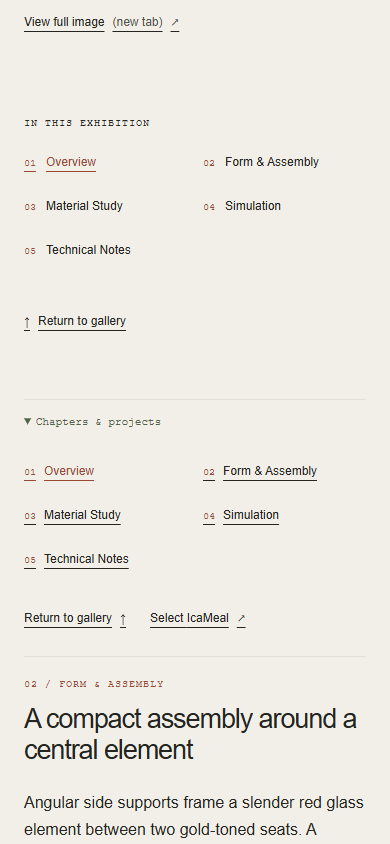 View full image (new tab) ↗
IN THIS EXHIBITION
01 Overview 02 Form & Assembly
03 Material Study 04 Simulation
05 Technical Notes
↑ Return to gallery
▼ Chapters & projects
01 Overview 02 Form & Assembly
03 Material Study 04 Simulation
05 Technical Notes
Return to gallery ↑ Select IcaMeal ↗
02 / FORM & ASSEMBLY
A compact assembly around a
central element
Angular side supports frame a slender red glass
element between two gold-toned seats. A